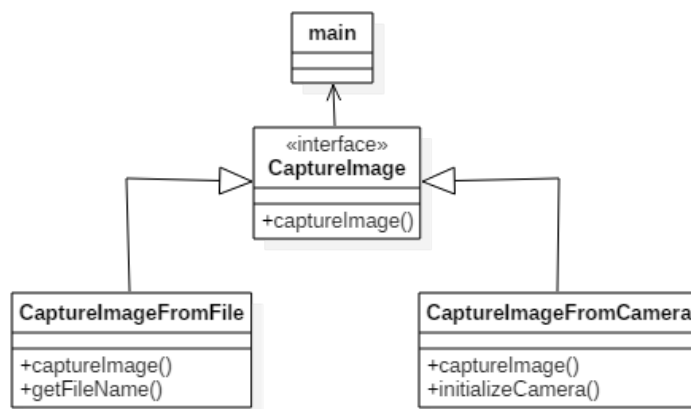 main
«interface»
CaptureImage
+captureImage()
CaptureImageFromFile
+captureImage()
+getFileName()
CaptureImageFromCamera
+captureImage()
+initializeCamera()